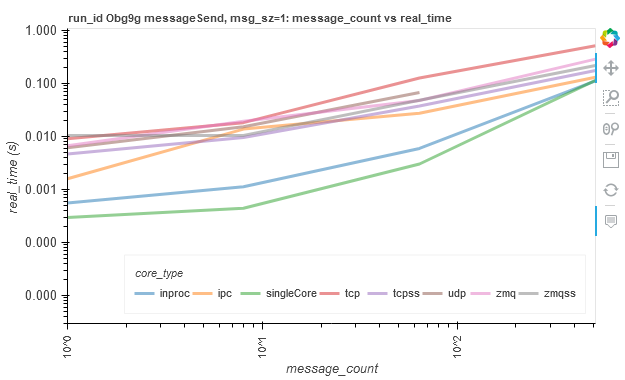 run_id Obg9g messageSend, msg_sz=1: message_count vs real_time
1.000
0.100
0.010
0.001
0.000
0.000
real_time (s)
10^0
10^1
10^2
message_count
core_type
inproc ipc singleCore tcp tcpss udp zmq zmqss